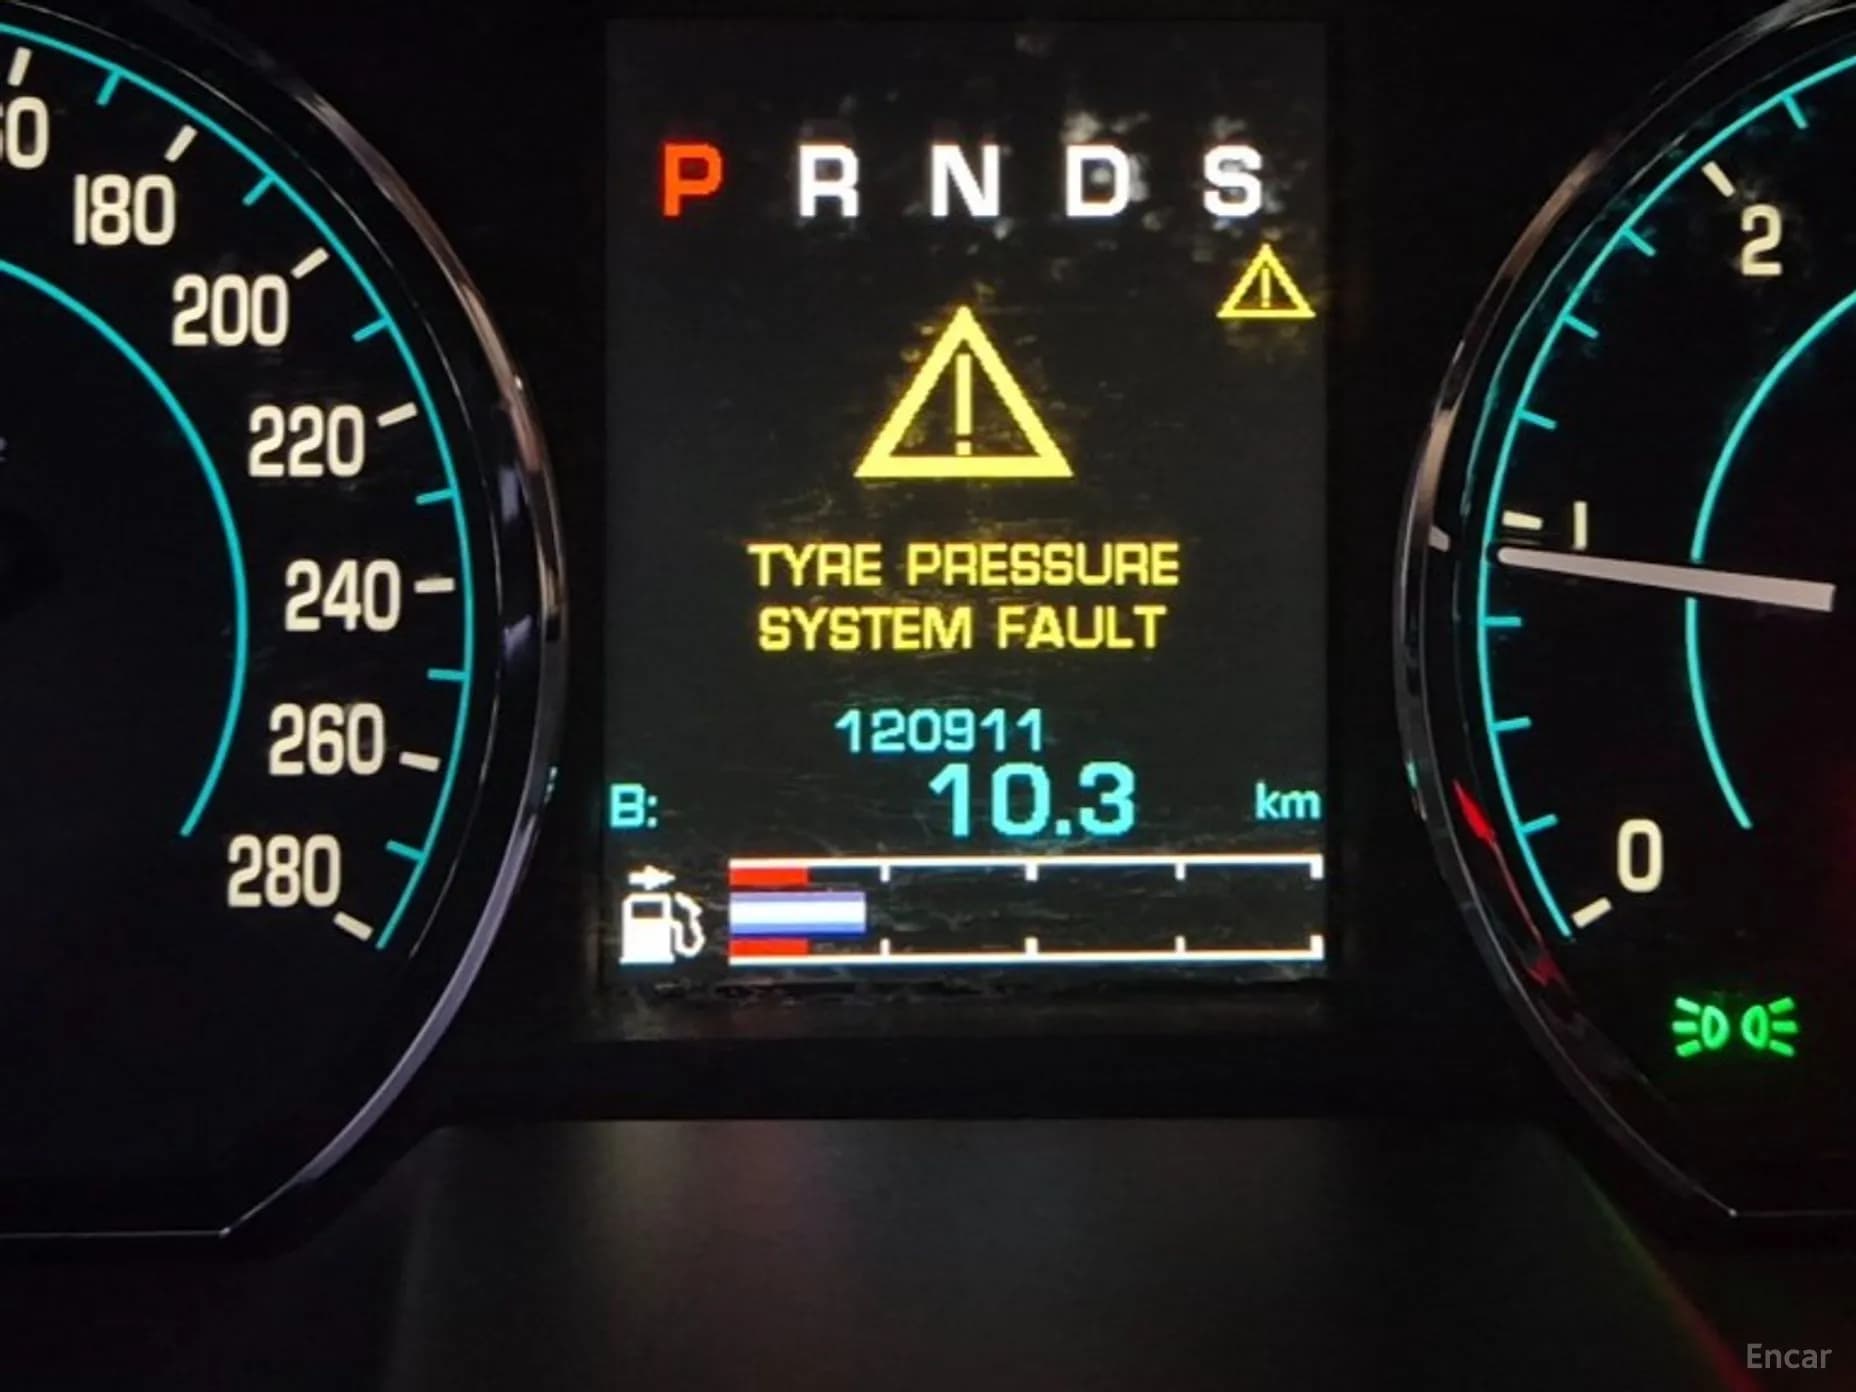 P R N D S
TYRE PRESSURE
SYSTEM FAULT
120911
B: 10.3 km
180
200
220
240
260
280
2
1
0
Encar